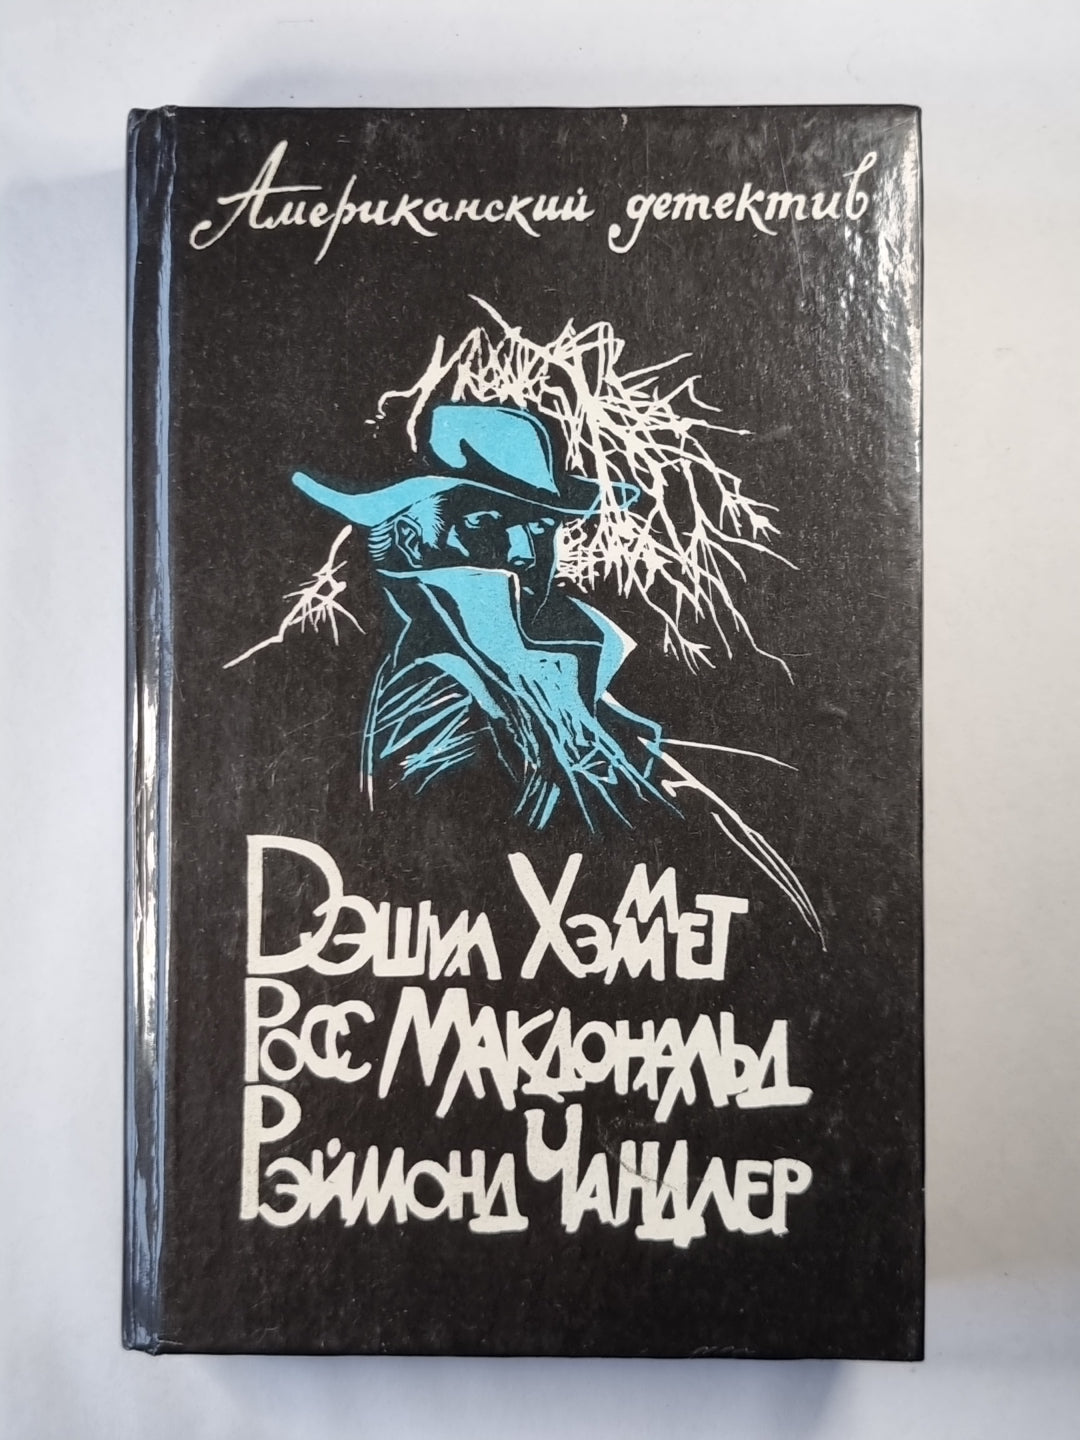 Американский детектив
Дэшил Хэммет
Росс Макдональд
Рэймонд Чандлер